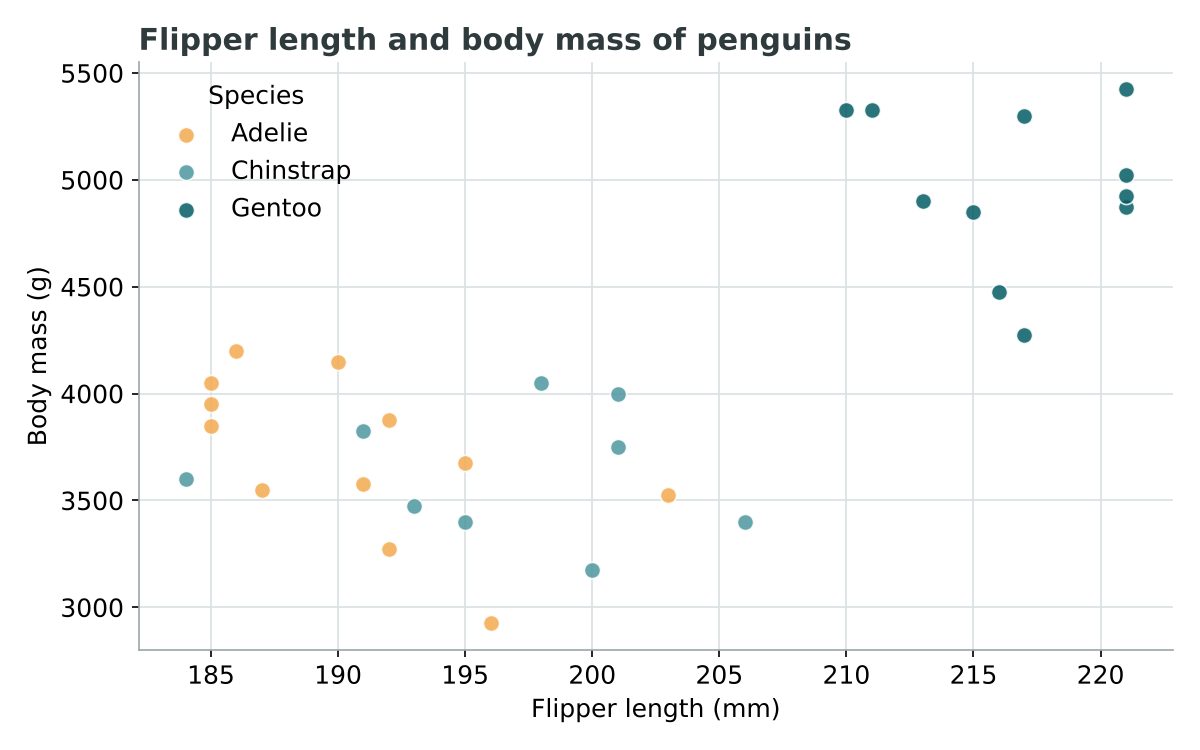 Flipper length and body mass of penguins
5500
5000
4500
4000
3500
3000
Body mass (g)
Species
Adelie
Chinstrap
Gentoo
185 190 195 200 205 210 215 220
Flipper length (mm)